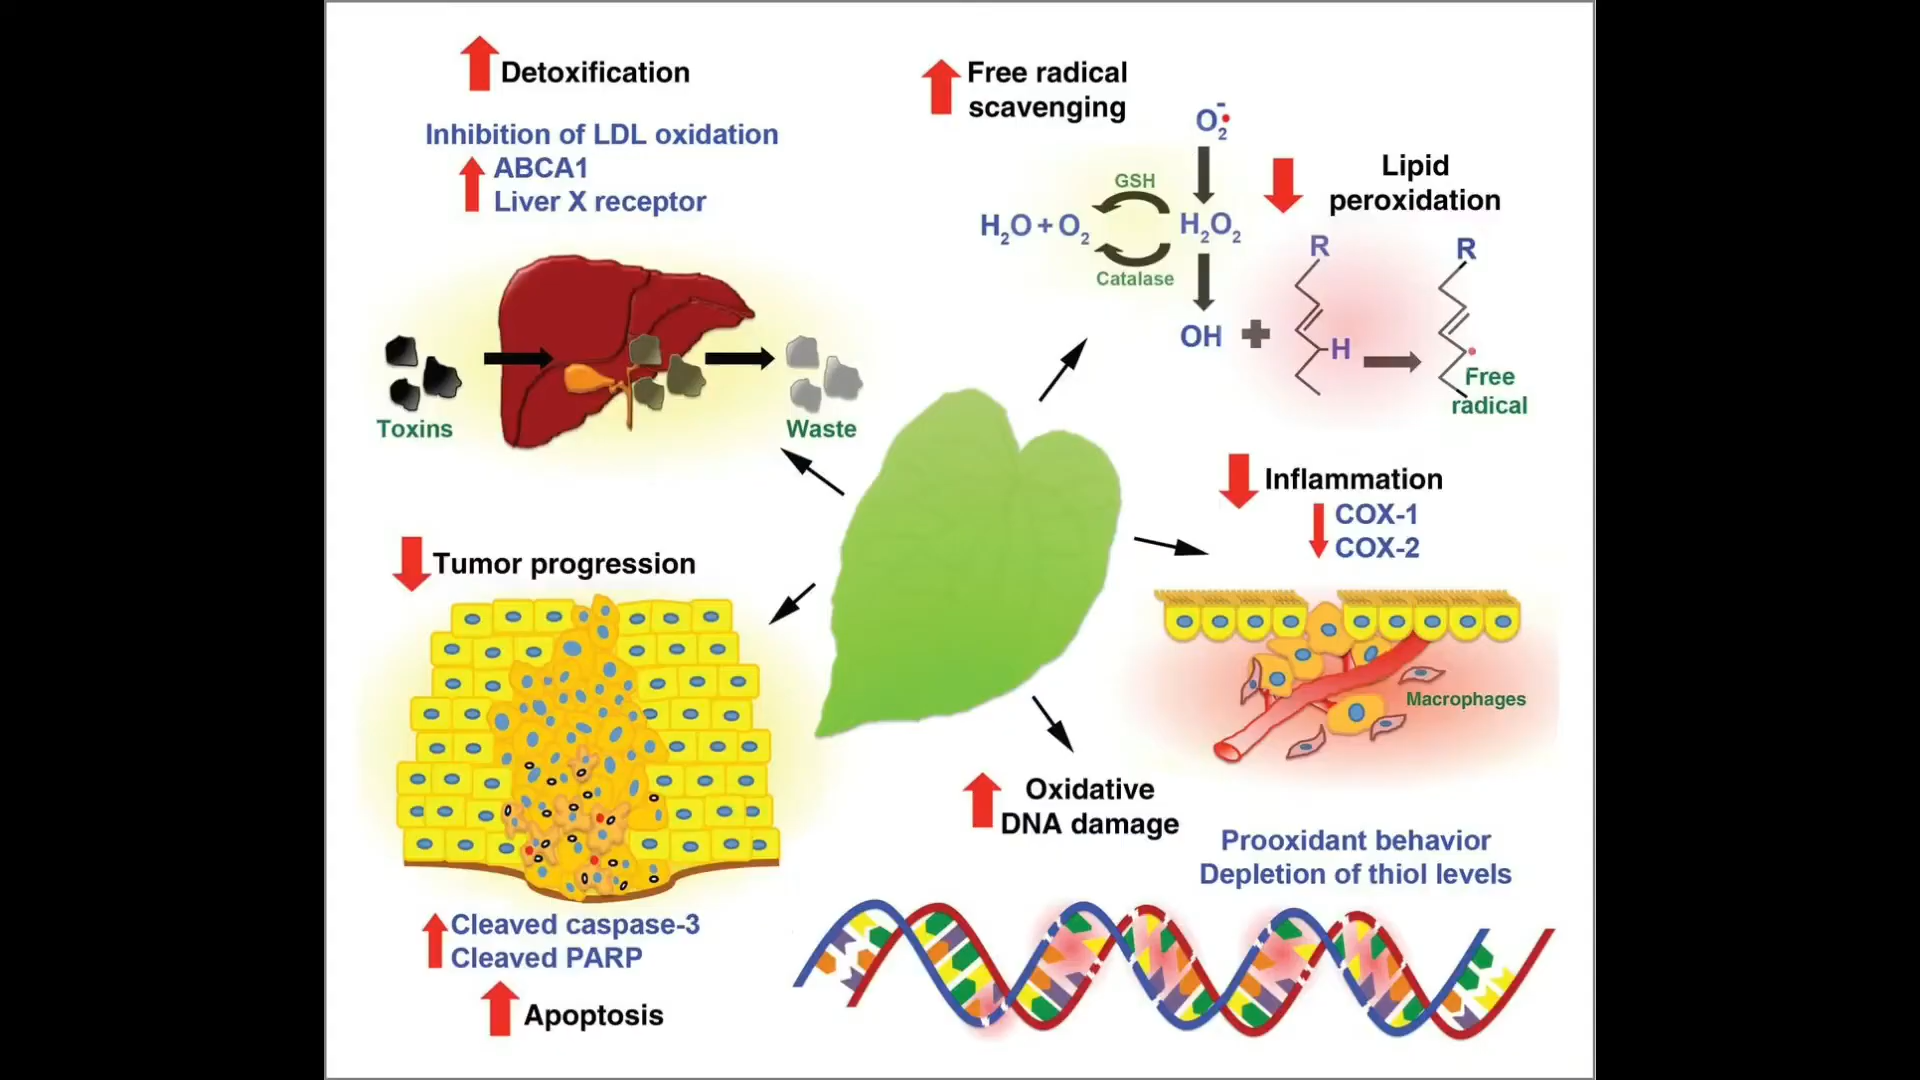 Detoxification
Inhibition of LDL oxidation
ABCA1
Liver X receptor
Toxins
Waste
Free radical
scavenging
O₂⁻•
GSH
H₂O + O₂
H₂O₂
Catalase
OH
Lipid
peroxidation
R
R
H
Free
radical
Inflammation
COX-1
COX-2
Macrophages
Tumor progression
Cleaved caspase-3
Cleaved PARP
Apoptosis
Oxidative
DNA damage
Prooxidant behavior
Depletion of thiol levels